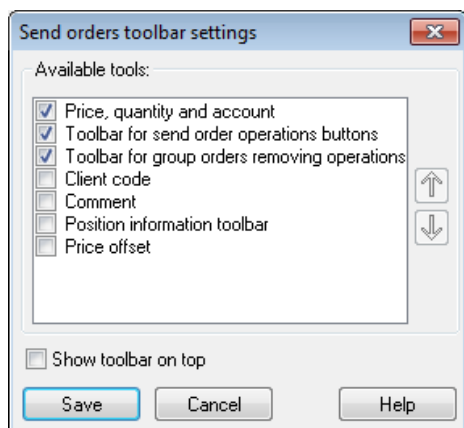 Send orders toolbar settings
Available tools:
Price, quantity and account
Toolbar for send order operations buttons
Toolbar for group orders removing operations
Client code
Comment
Position information toolbar
Price offset
Show toolbar on top
Save Cancel Help